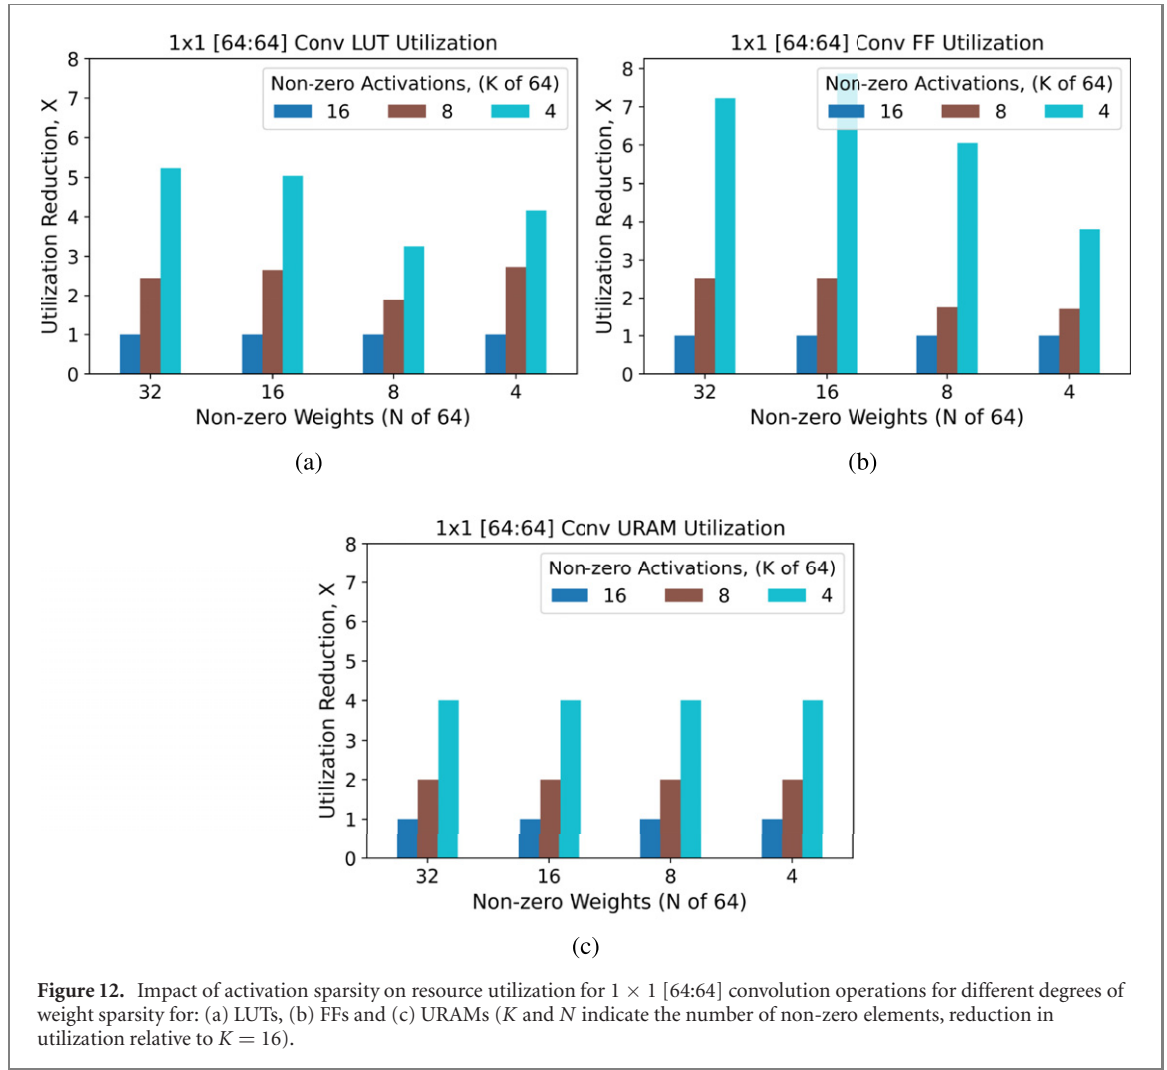 1x1 [64:64] Conv LUT Utilization
Utilization Reduction, X
8
7
6
5
4
3
2
1
0
Non-zero Activations, (K of 64)
16 8 4
32 16 8 4
Non-zero Weights (N of 64)
(a)
1x1 [64:64] Conv FF Utilization
Utilization Reduction, X
8
7
6
5
4
3
2
1
0
Non-zero Activations, (K of 64)
16 8 4
32 16 8 4
Non-zero Weights (N of 64)
(b)
1x1 [64:64] Conv URAM Utilization
Utilization Reduction, X
8
7
6
5
4
3
2
1
0
Non-zero Activations, (K of 64)
16 8 4
32 16 8 4
Non-zero Weights (N of 64)
(c)
Figure 12. Impact of activation sparsity on resource utilization for 1 × 1 [64:64] convolution operations for different degrees of
weight sparsity for: (a) LUTs, (b) FFs and (c) URAMs (K and N indicate the number of non-zero elements, reduction in
utilization relative to K = 16).